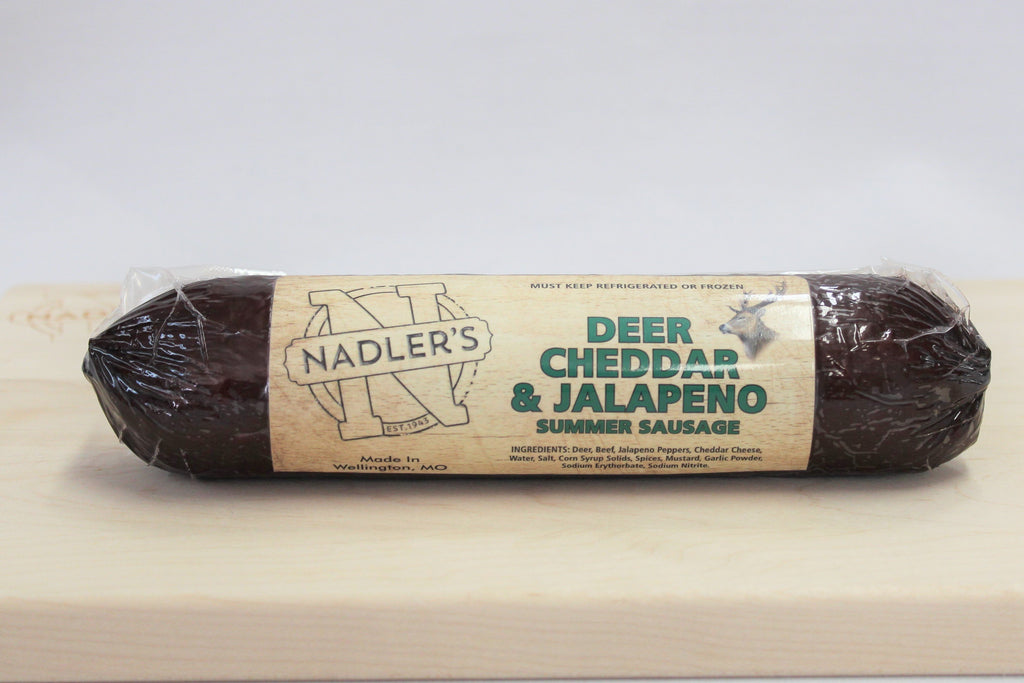 N
NADLER'S
EST. 1945
Made In
Wellington, MO
MUST KEEP REFRIGERATED OR FROZEN
DEER
CHEDDAR
& JALAPENO
SUMMER SAUSAGE
INGREDIENTS: Deer, Beef, Jalapeno Peppers, Cheddar Cheese,
Water, Salt, Corn Syrup Solids, Spices, Mustard, Garlic Powder,
Sodium Erythorbate, Sodium Nitrite.